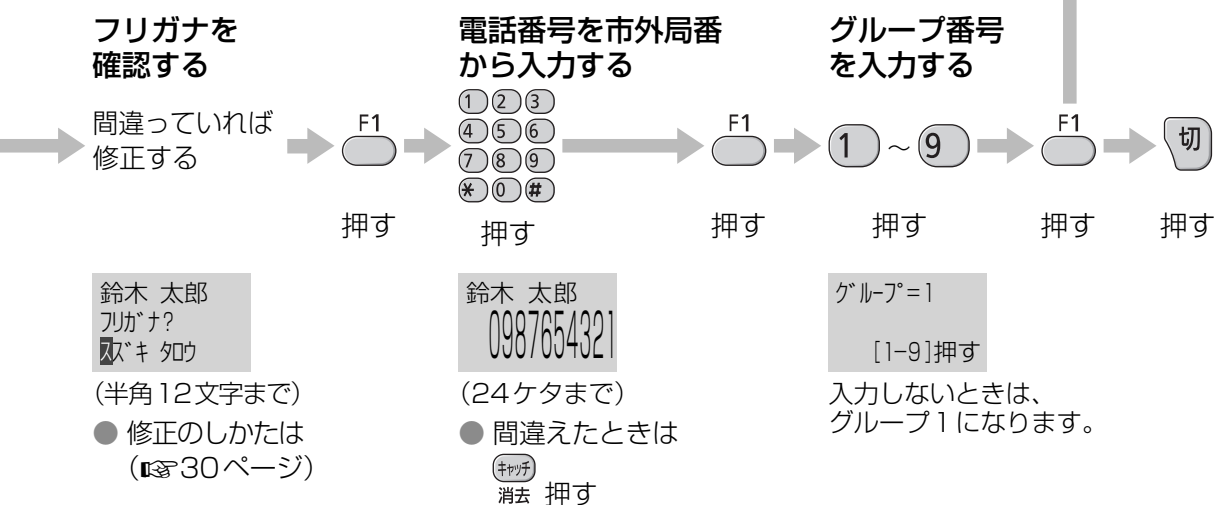 フリガナを
確認する
間違っていれば
修正する
F1
押す
鈴木 太郎
ﾌﾘｶﾞﾅ?
ｽｽﾞｷ ﾀﾛｳ
(半角12文字まで)
● 修正のしかたは
(☞30ページ)
電話番号を市外局番
から入力する
1 2 3
4 5 6
7 8 9
* 0 #
押す
鈴木 太郎
0987654321
(24ケタまで)
● 間違えたときは
ｷｬｯﾁ
消去 押す
F1
押す
グループ番号
を入力する
1 ~ 9
押す
ｸﾞﾙｰﾌﾟ=1
[1-9]押す
入力しないときは、
グループ1になります。
F1
押す
切
押す